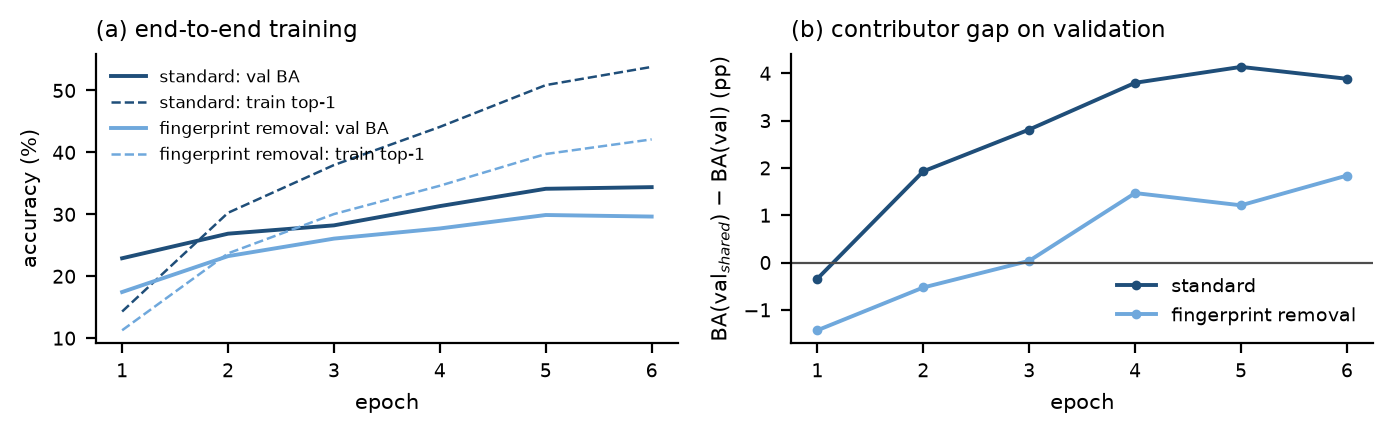 (a) end-to-end training
accuracy (%)
50
40
30
20
10
standard: val BA
standard: train top-1
fingerprint removal: val BA
fingerprint removal: train top-1
1 2 3 4 5 6
epoch
(b) contributor gap on validation
BA(val_shared) − BA(val) (pp)
4
3
2
1
0
−1
standard
fingerprint removal
1 2 3 4 5 6
epoch